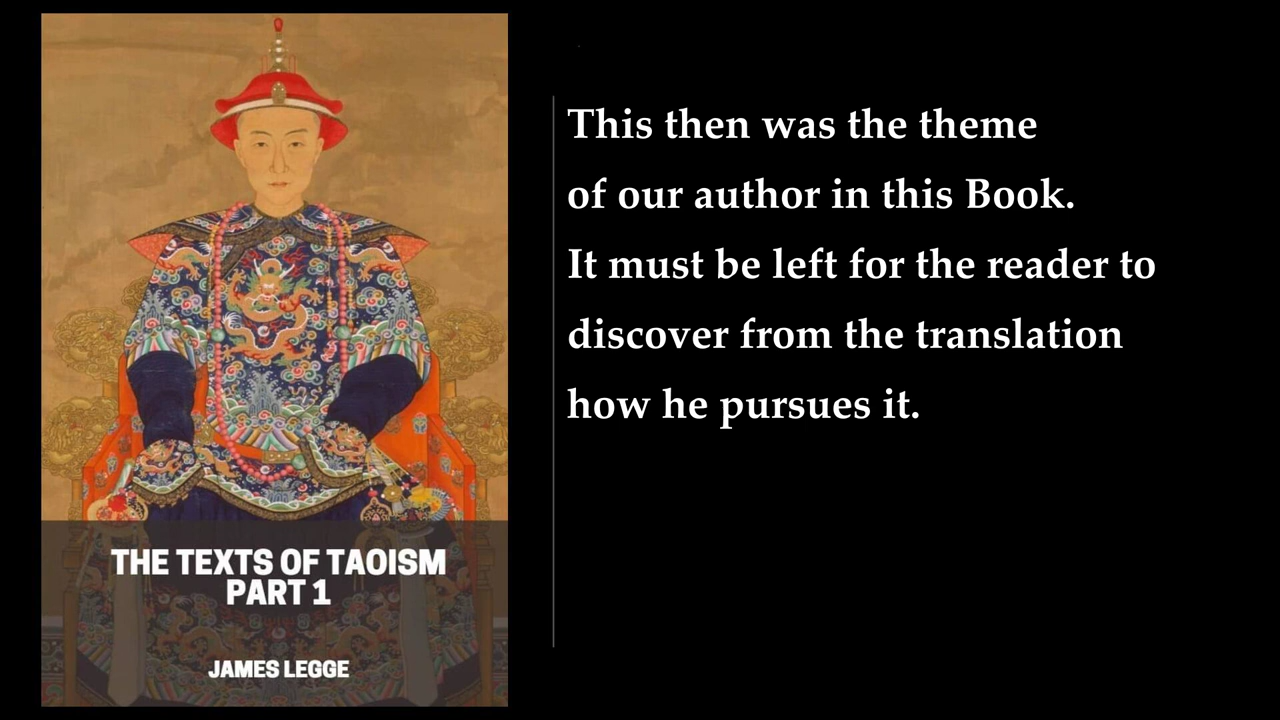 THE TEXTS OF TAOISM
PART 1
JAMES LEGGE
This then was the theme
of our author in this Book.
It must be left for the reader to
discover from the translation
how he pursues it.